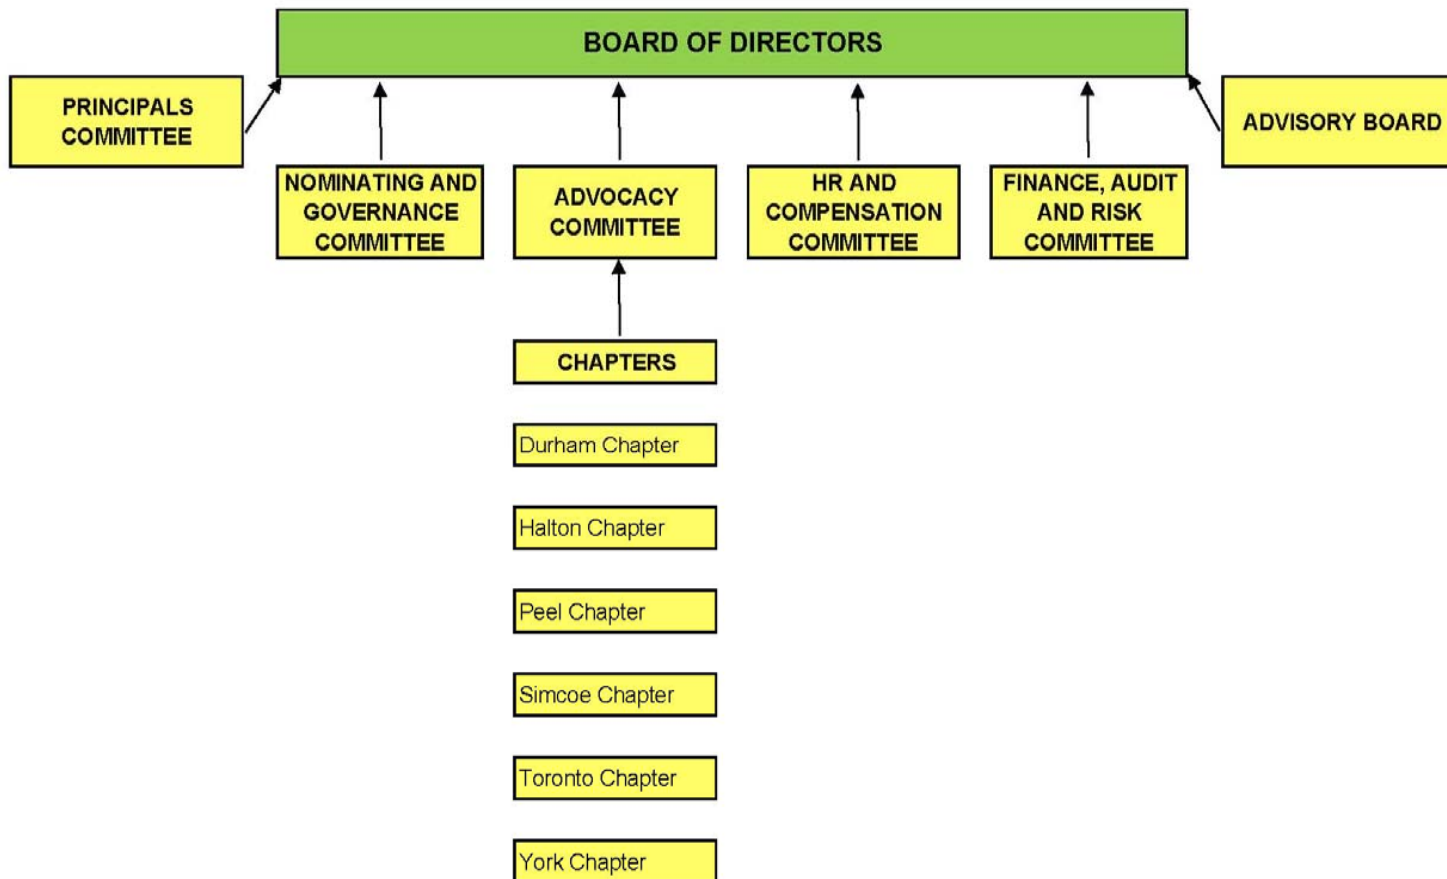 BOARD OF DIRECTORS
PRINCIPALS
COMMITTEE
ADVISORY BOARD
NOMINATING AND
GOVERNANCE
COMMITTEE
ADVOCACY
COMMITTEE
HR AND
COMPENSATION
COMMITTEE
FINANCE, AUDIT
AND RISK
COMMITTEE
CHAPTERS
Durham Chapter
Halton Chapter
Peel Chapter
Simcoe Chapter
Toronto Chapter
York Chapter